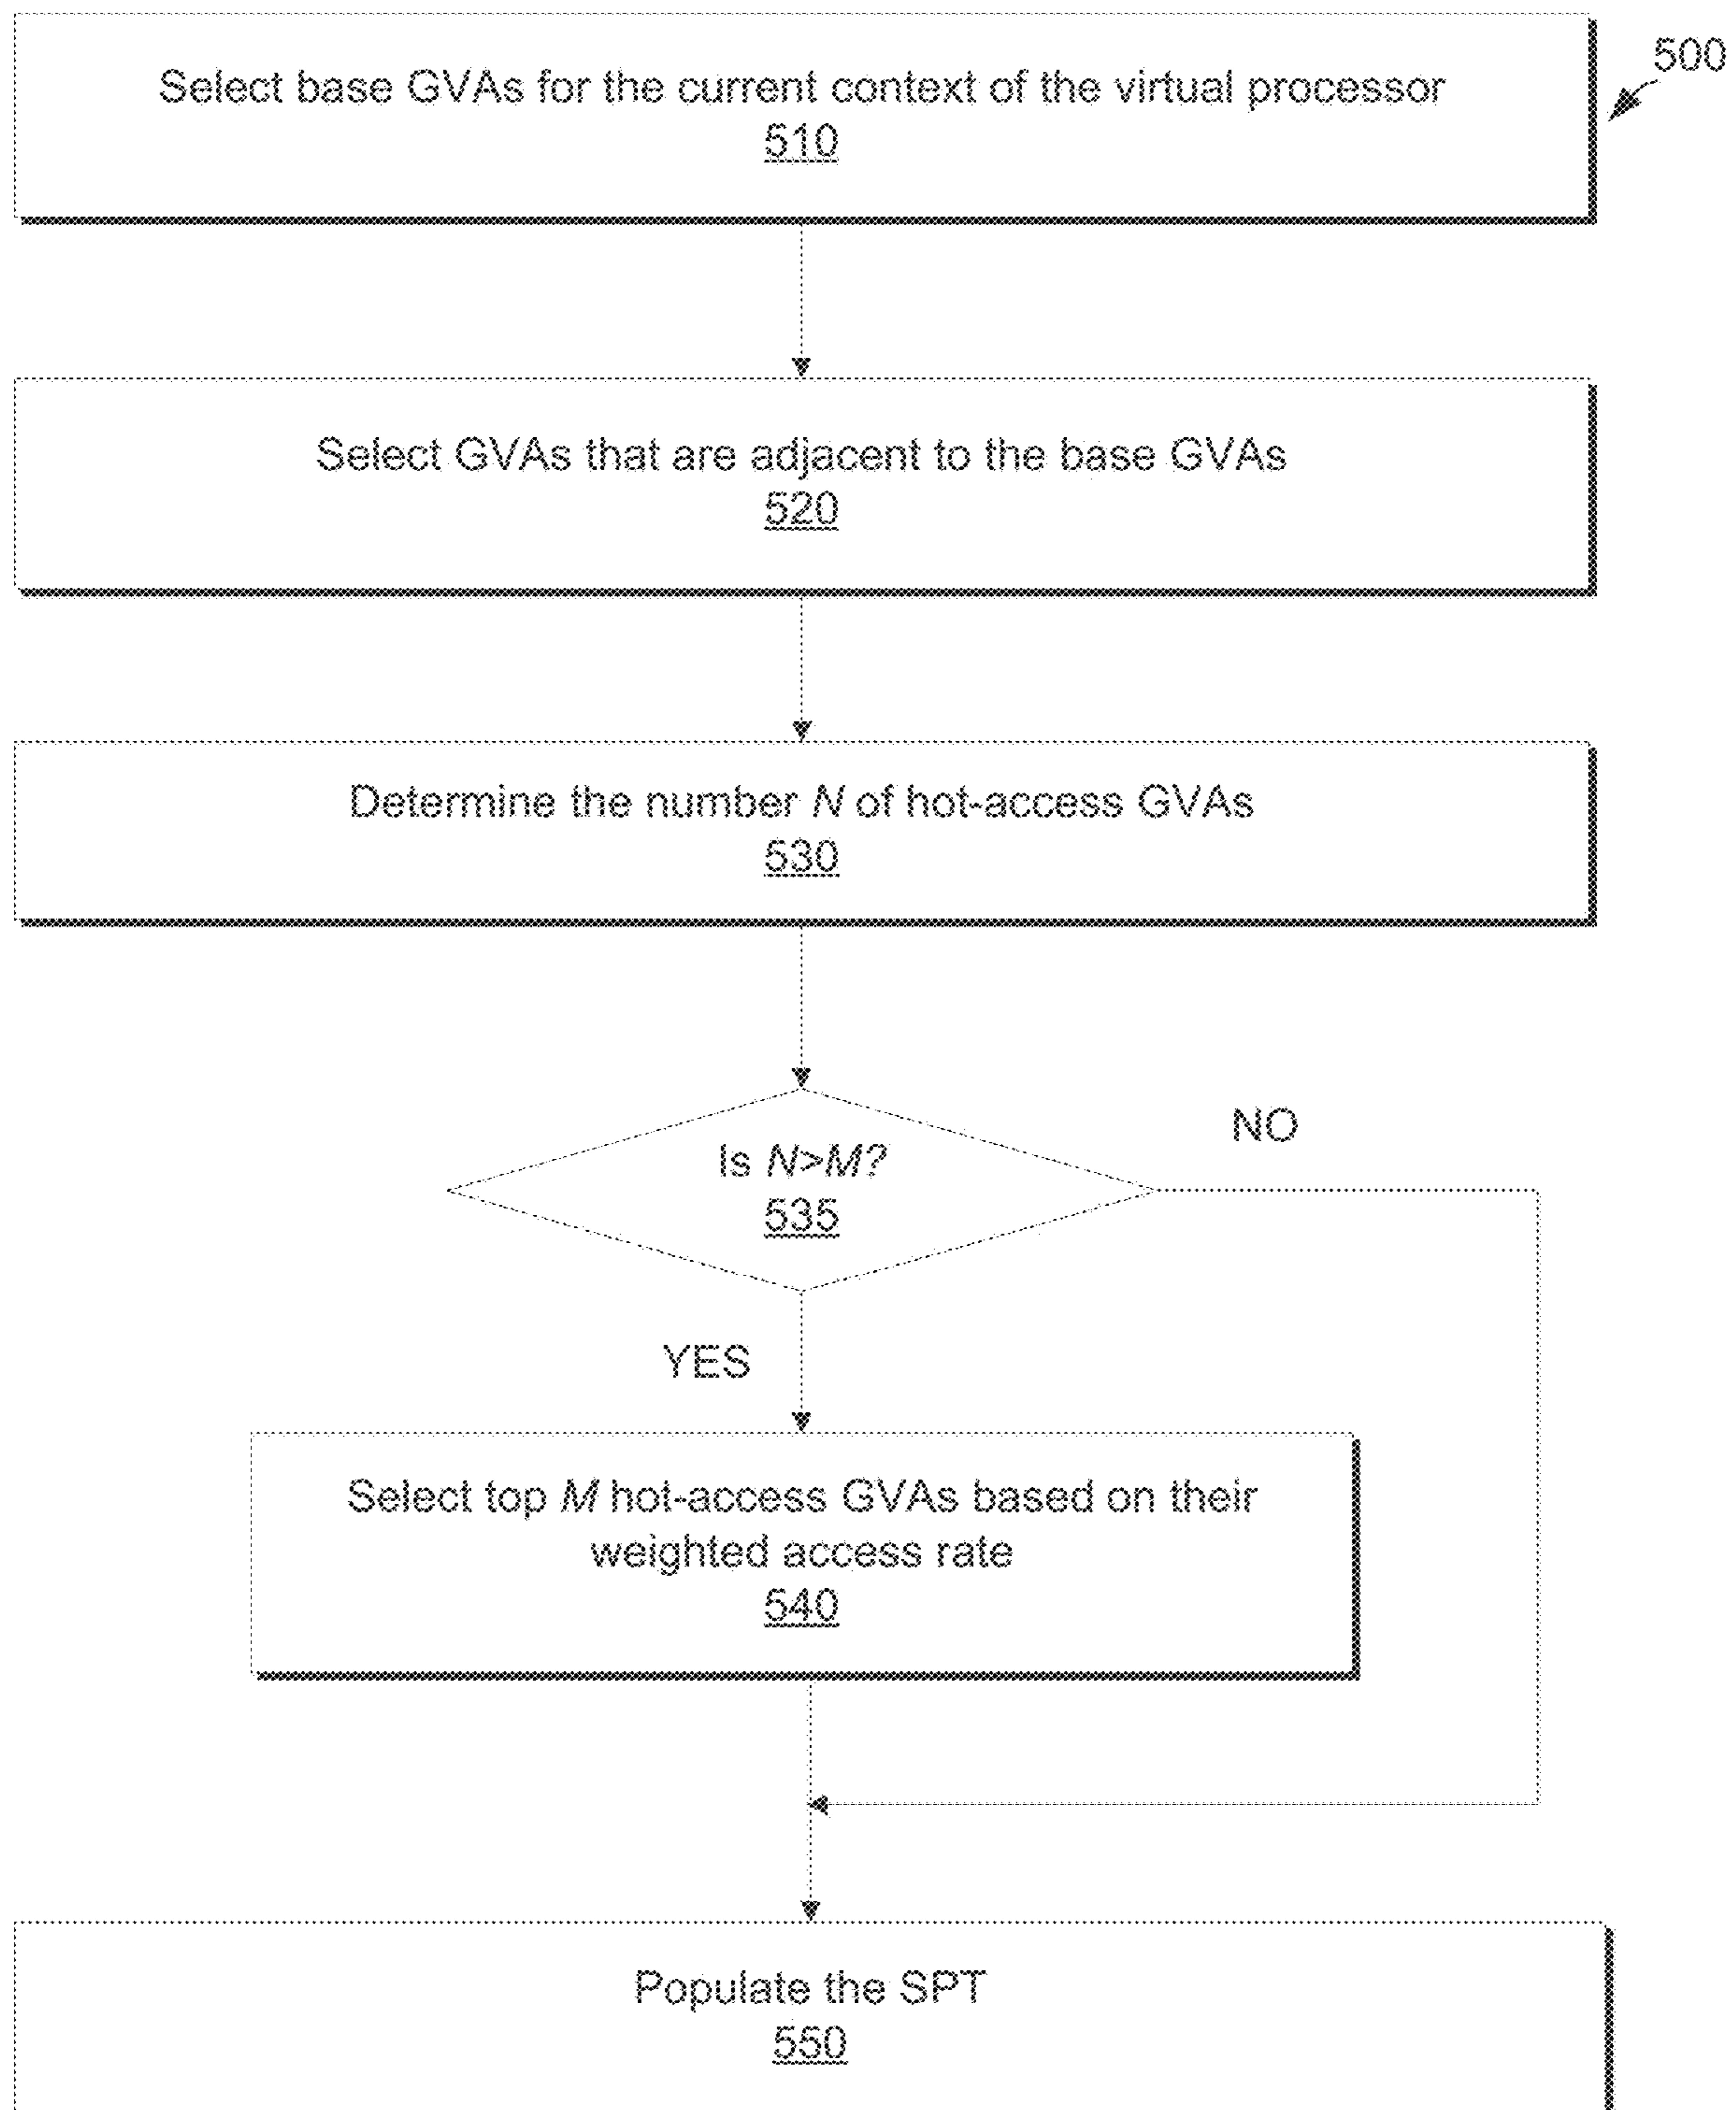 500
Select base GVAs for the current context of the virtual processor
510
Select GVAs that are adjacent to the base GVAs
520
Determine the number N of hot-access GVAs
530
Is N>M?
535
NO
YES
Select top M hot-access GVAs based on their
weighted access rate
540
Populate the SPT
550